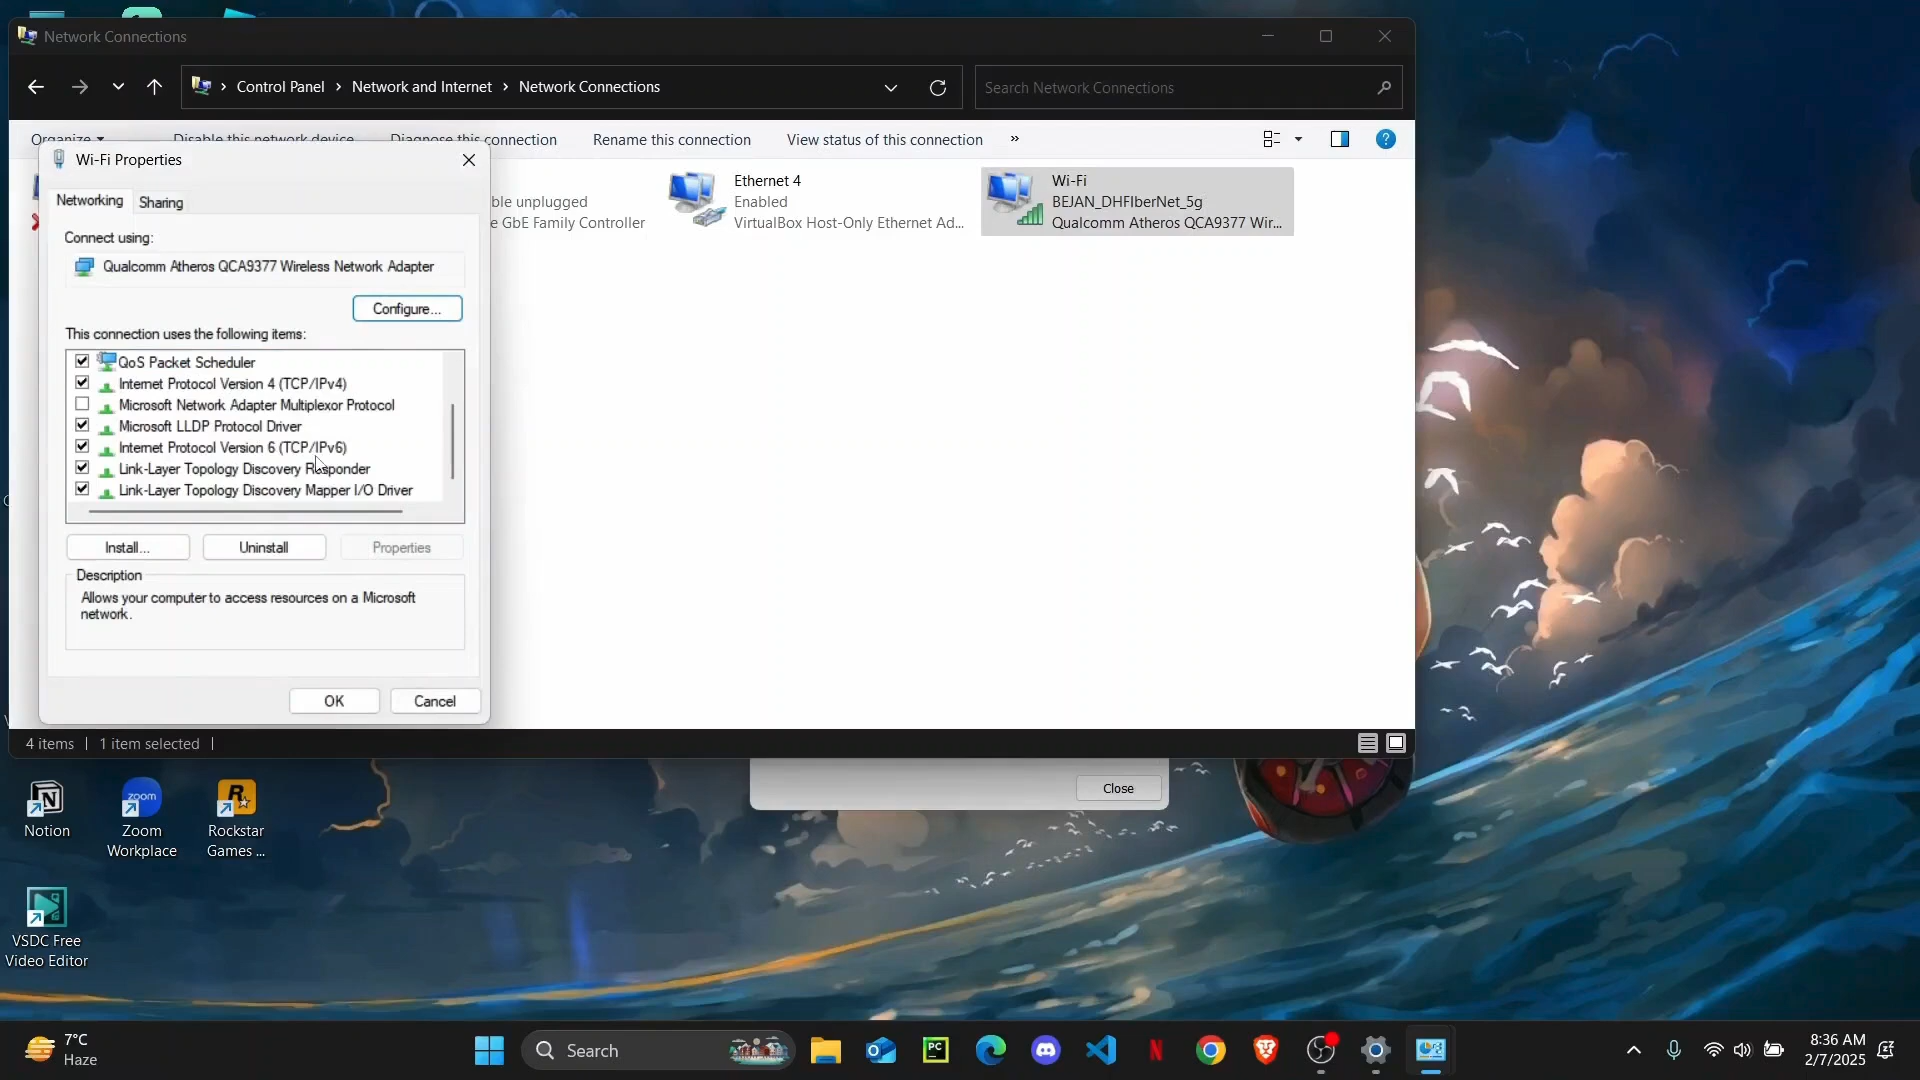 Network Connections
Control Panel > Network and Internet > Network Connections
Search Network Connections
Organize
Disable this network device
Diagnose this connection
Rename this connection
View status of this connection
»
Wi-Fi Properties
Networking
Sharing
Connect using:
Qualcomm Atheros QCA9377 Wireless Network Adapter
Configure...
This connection uses the following items:
QoS Packet Scheduler
Internet Protocol Version 4 (TCP/IPv4)
Microsoft Network Adapter Multiplexor Protocol
Microsoft LLDP Protocol Driver
Internet Protocol Version 6 (TCP/IPv6)
Link-Layer Topology Discovery Responder
Link-Layer Topology Discovery Mapper I/O Driver
Install...
Uninstall
Properties
Description
Allows your computer to access resources on a Microsoft
network.
OK
Cancel
ble unplugged
e GbE Family Controller
Ethernet 4
Enabled
VirtualBox Host-Only Ethernet Ad...
Wi-Fi
BEJAN_DHFIberNet_5g
Qualcomm Atheros QCA9377 Wir...
4 items
1 item selected
Close
Notion
Zoom
Workplace
Rockstar
Games ...
VSDC Free
Video Editor
7°C
Haze
Search
8:36 AM
2/7/2025